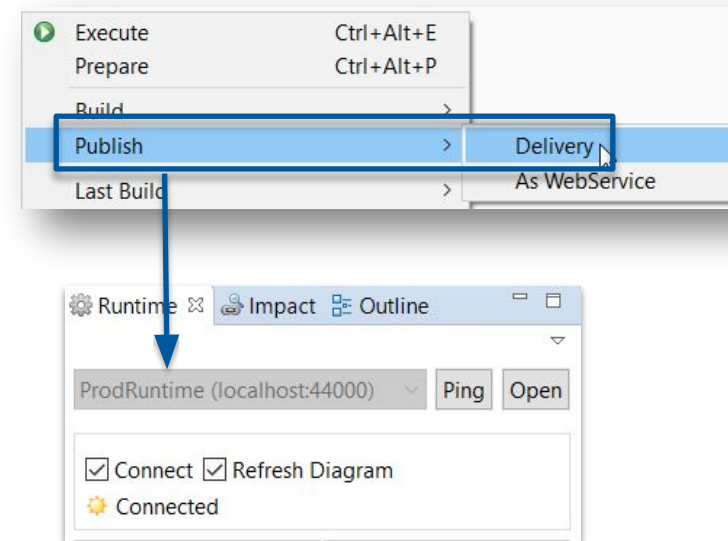 Execute Ctrl+Alt+E
Prepare Ctrl+Alt+P
Build
Publish Delivery
Last Build As WebService
Runtime Impact Outline
ProdRuntime (localhost:44000) Ping Open
Connect Refresh Diagram
Connected